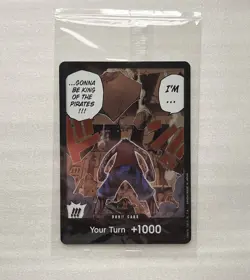 ...GONNA
BE KING
OF THE
PIRATES !!!
I'M
...
DON!! CARD
Your Turn +1000
!!!